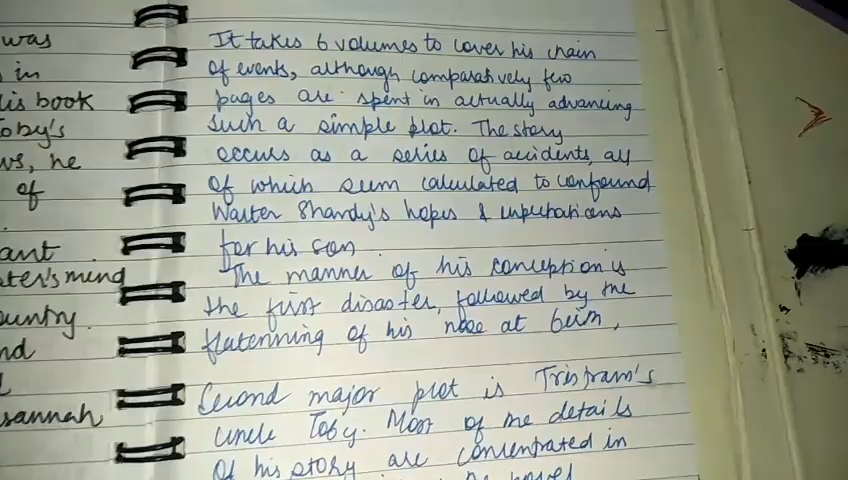 was
in
is book
oby's
ws, he
of
ant
ter's mind
ountry.
nd
sannah
It takes 6 volumes to cover his chain
of events, although comparatively few
pages are spent in actually advancing
such a simple plot. The story
occurs as a series of accidents, all
of which seem calculated to confound
Walter Shandy's hopes & expectations
for his son.
The manner of his conception is
the first disaster, followed by the
flatenning of his nose at birth,
Second major plot is Tristram's
uncle Toby. Most of the details
of his story are concentrated in
novel